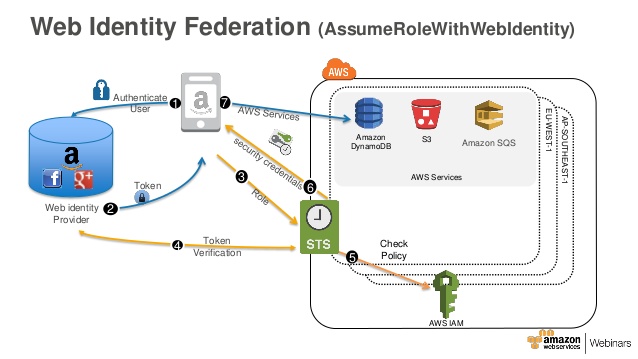 Web Identity Federation (AssumeRoleWithWebIdentity)
AWS
Authenticate
User
1
7
AWS Services
Amazon
DynamoDB
S3
Amazon SQS
AWS Services
EU-WEST-1
AP-SOUTHEAST-1
a
a
f
g+
Web identity
Provider
2
Token
3
Role
security credentials
6
STS
4
Token
Verification
5
Check
Policy
AWS IAM
amazon
webservices
Webinars